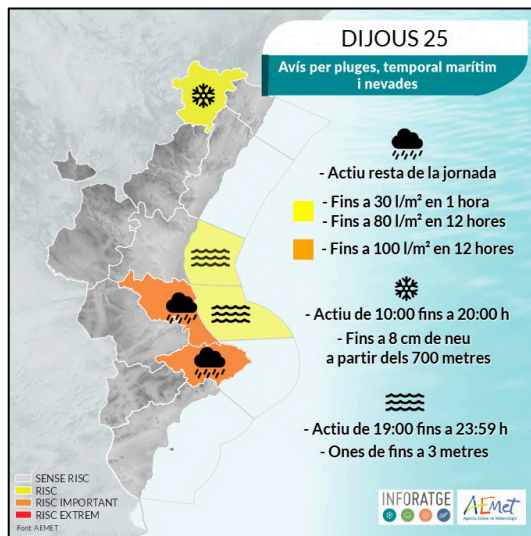 DIJOUS 25
Avís per pluges, temporal marítim
i nevades
- Actiu resta de la jornada
- Fins a 30 l/m² en 1 hora
- Fins a 80 l/m² en 12 hores
- Fins a 100 l/m² en 12 hores
- Actiu de 10:00 fins a 20:00 h
- Fins a 8 cm de neu
a partir dels 700 metres
- Actiu de 19:00 fins a 23:59 h
- Ones de fins a 3 metres
SENSE RISC
RISC
RISC IMPORTANT
RISC EXTREM
Font: AEMET
INFORATGE
AEmet
Agencia Estatal de Meteorología